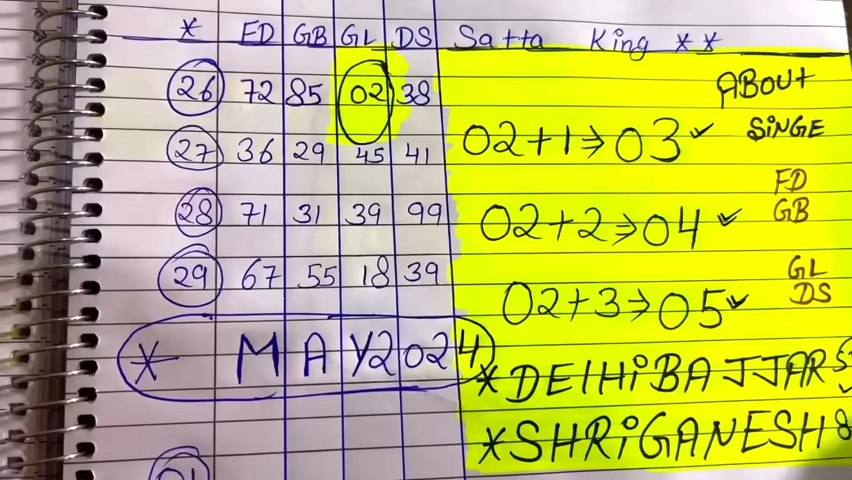 * FD GB GL DS Satta King **
26 72 85 02 38 ABOUT
27 36 29 45 41 02+1⇒03✓ SiNGE
28 71 31 39 99 02+2⇒04✓ FD GB
29 67 55 18 39 02+3⇒05✓ GL DS
* MAY2024
*DElHiBAJJAR
*SHRiGANESH